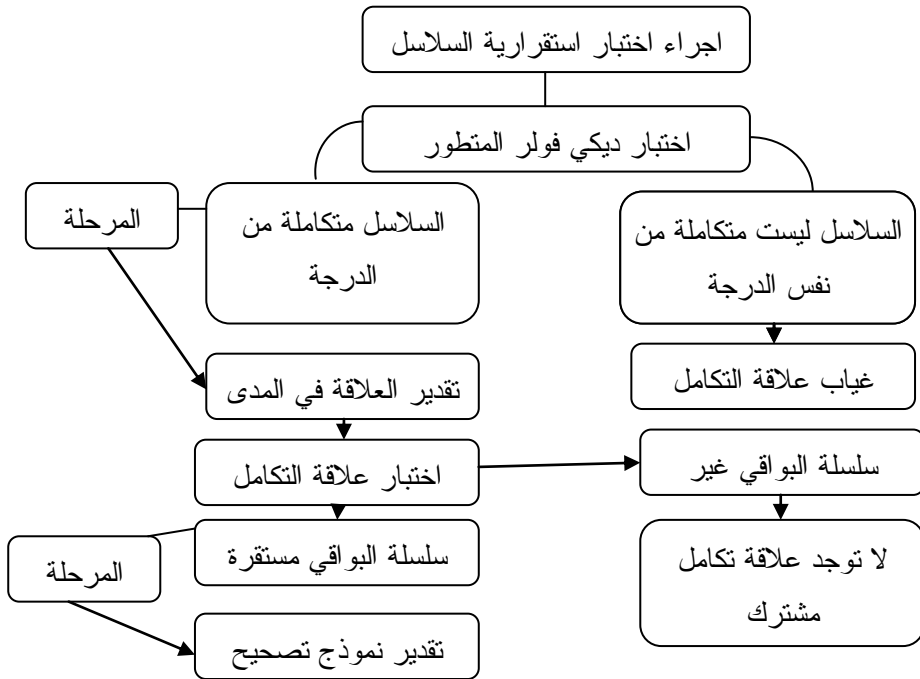 اجراء اختبار استقرارية السلاسل
اختبار ديكي فولر المتطور
السلاسل ليست متكاملة من
نفس الدرجة
السلاسل متكاملة من
الدرجة
المرحلة
غياب علاقة التكامل
تقدير العلاقة في المدى
اختبار علاقة التكامل
سلسلة البواقي غير
سلسلة البواقي مستقرة
لا توجد علاقة تكامل
مشترك
المرحلة
تقدير نموذج تصحيح